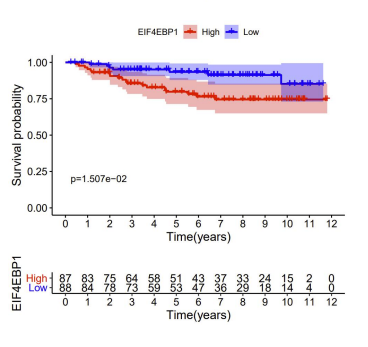 EIF4EBP1 High Low
1.00
0.75
0.50
0.25
0.00
Survival probability
p=1.507e−02
0 1 2 3 4 5 6 7 8 9 10 11 12
Time(years)
EIF4EBP1
High 87 83 75 64 58 51 43 37 33 24 15 2 0
Low 88 84 78 73 59 53 47 36 29 18 14 4 0
0 1 2 3 4 5 6 7 8 9 10 11 12
Time(years)